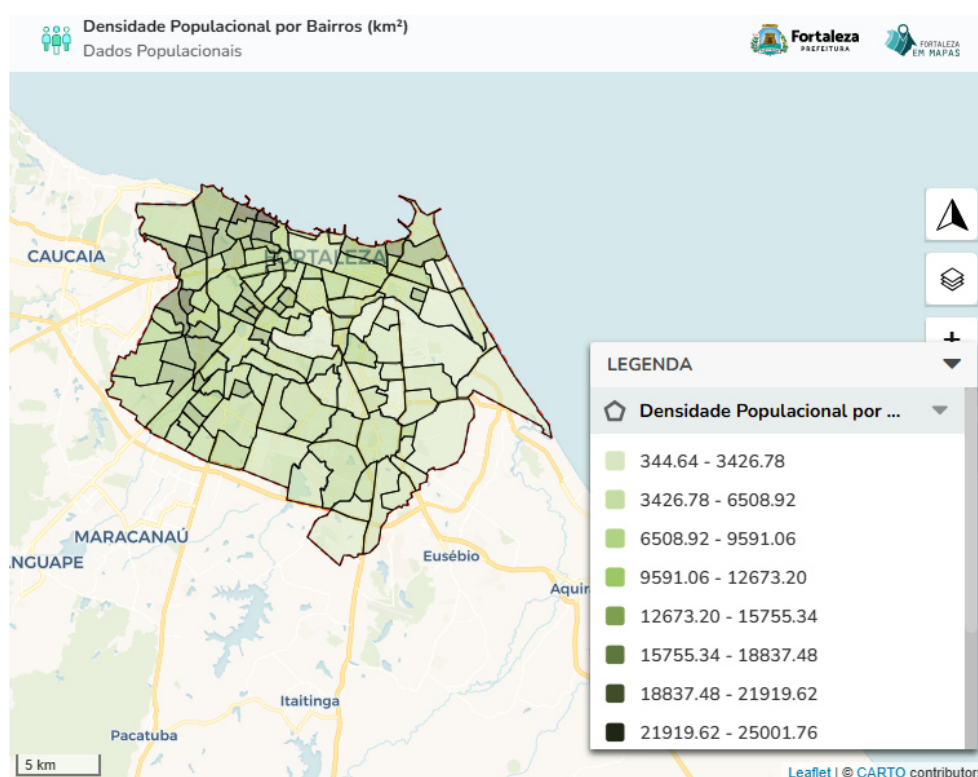 Densidade Populacional por Bairros (km²)
Dados Populacionais
Fortaleza
PREFEITURA
FORTALEZA
EM MAPAS
CAUCAIA
FORTALEZA
MARACANAÚ
NGUAPE
Eusébio
Aquir
Itaitinga
Pacatuba
5 km
+
LEGENDA
Densidade Populacional por ...
344.64 - 3426.78
3426.78 - 6508.92
6508.92 - 9591.06
9591.06 - 12673.20
12673.20 - 15755.34
15755.34 - 18837.48
18837.48 - 21919.62
21919.62 - 25001.76
Leaflet | © CARTO contributor